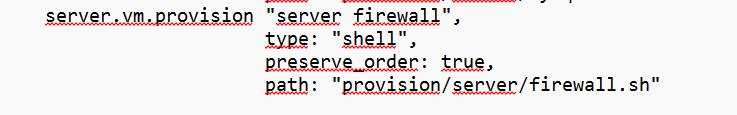 server.vm.provision "server firewall",
type: "shell",
preserve_order: true,
path: "provision/server/firewall.sh"